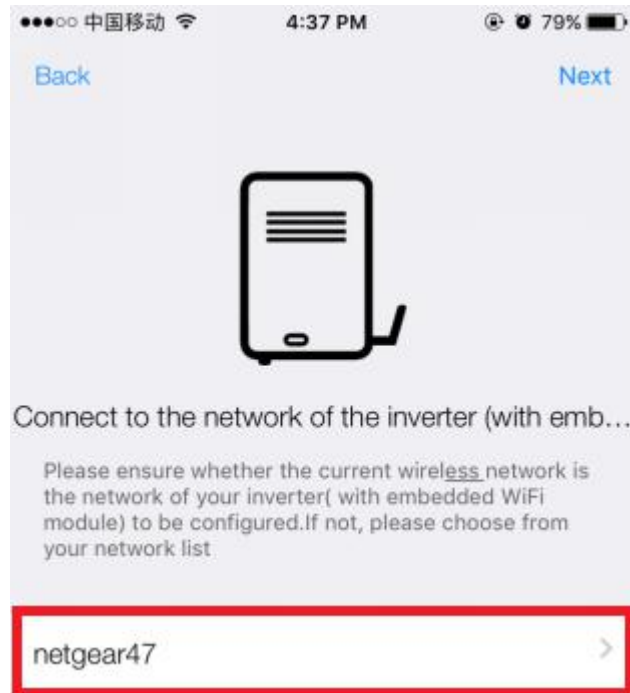 中国移动 4:37 PM 79%
Back Next
Connect to the network of the inverter (with emb...
Please ensure whether the current wireless network is
the network of your inverter( with embedded WiFi
module) to be configured.If not, please choose from
your network list
netgear47